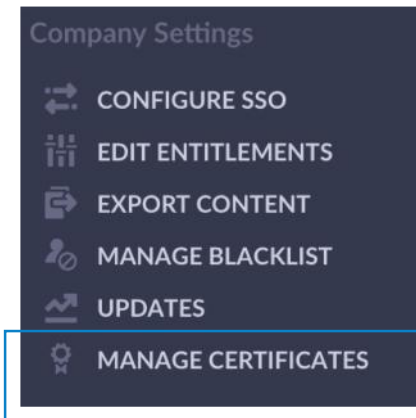 Company Settings
CONFIGURE SSO
EDIT ENTITLEMENTS
EXPORT CONTENT
MANAGE BLACKLIST
UPDATES
MANAGE CERTIFICATES